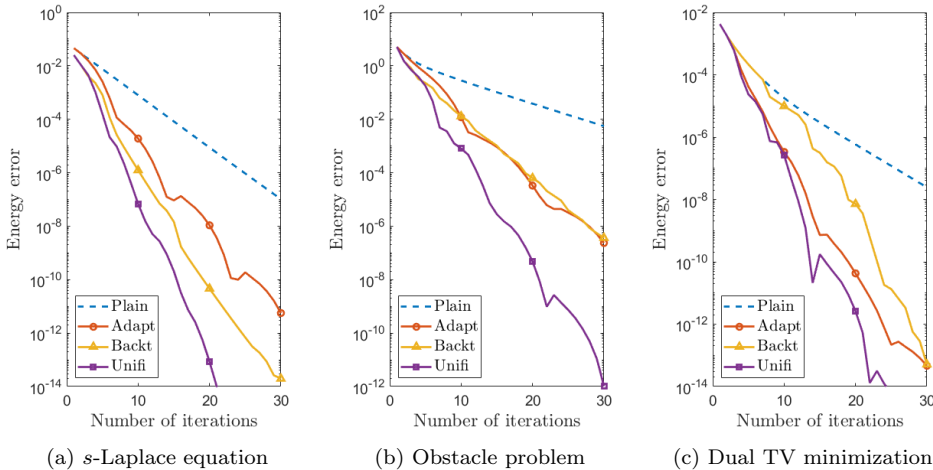 10^0
10^-2
10^-4
10^-6
10^-8
10^-10
10^-12
10^-14
Energy error
0 10 20 30
Number of iterations
Plain
Adapt
Backt
Unifi
(a) s-Laplace equation
10^2
10^0
10^-2
10^-4
10^-6
10^-8
10^-10
10^-12
Energy error
0 10 20 30
Number of iterations
Plain
Adapt
Backt
Unifi
(b) Obstacle problem
10^-2
10^-4
10^-6
10^-8
10^-10
10^-12
10^-14
Energy error
0 10 20 30
Number of iterations
Plain
Adapt
Backt
Unifi
(c) Dual TV minimization